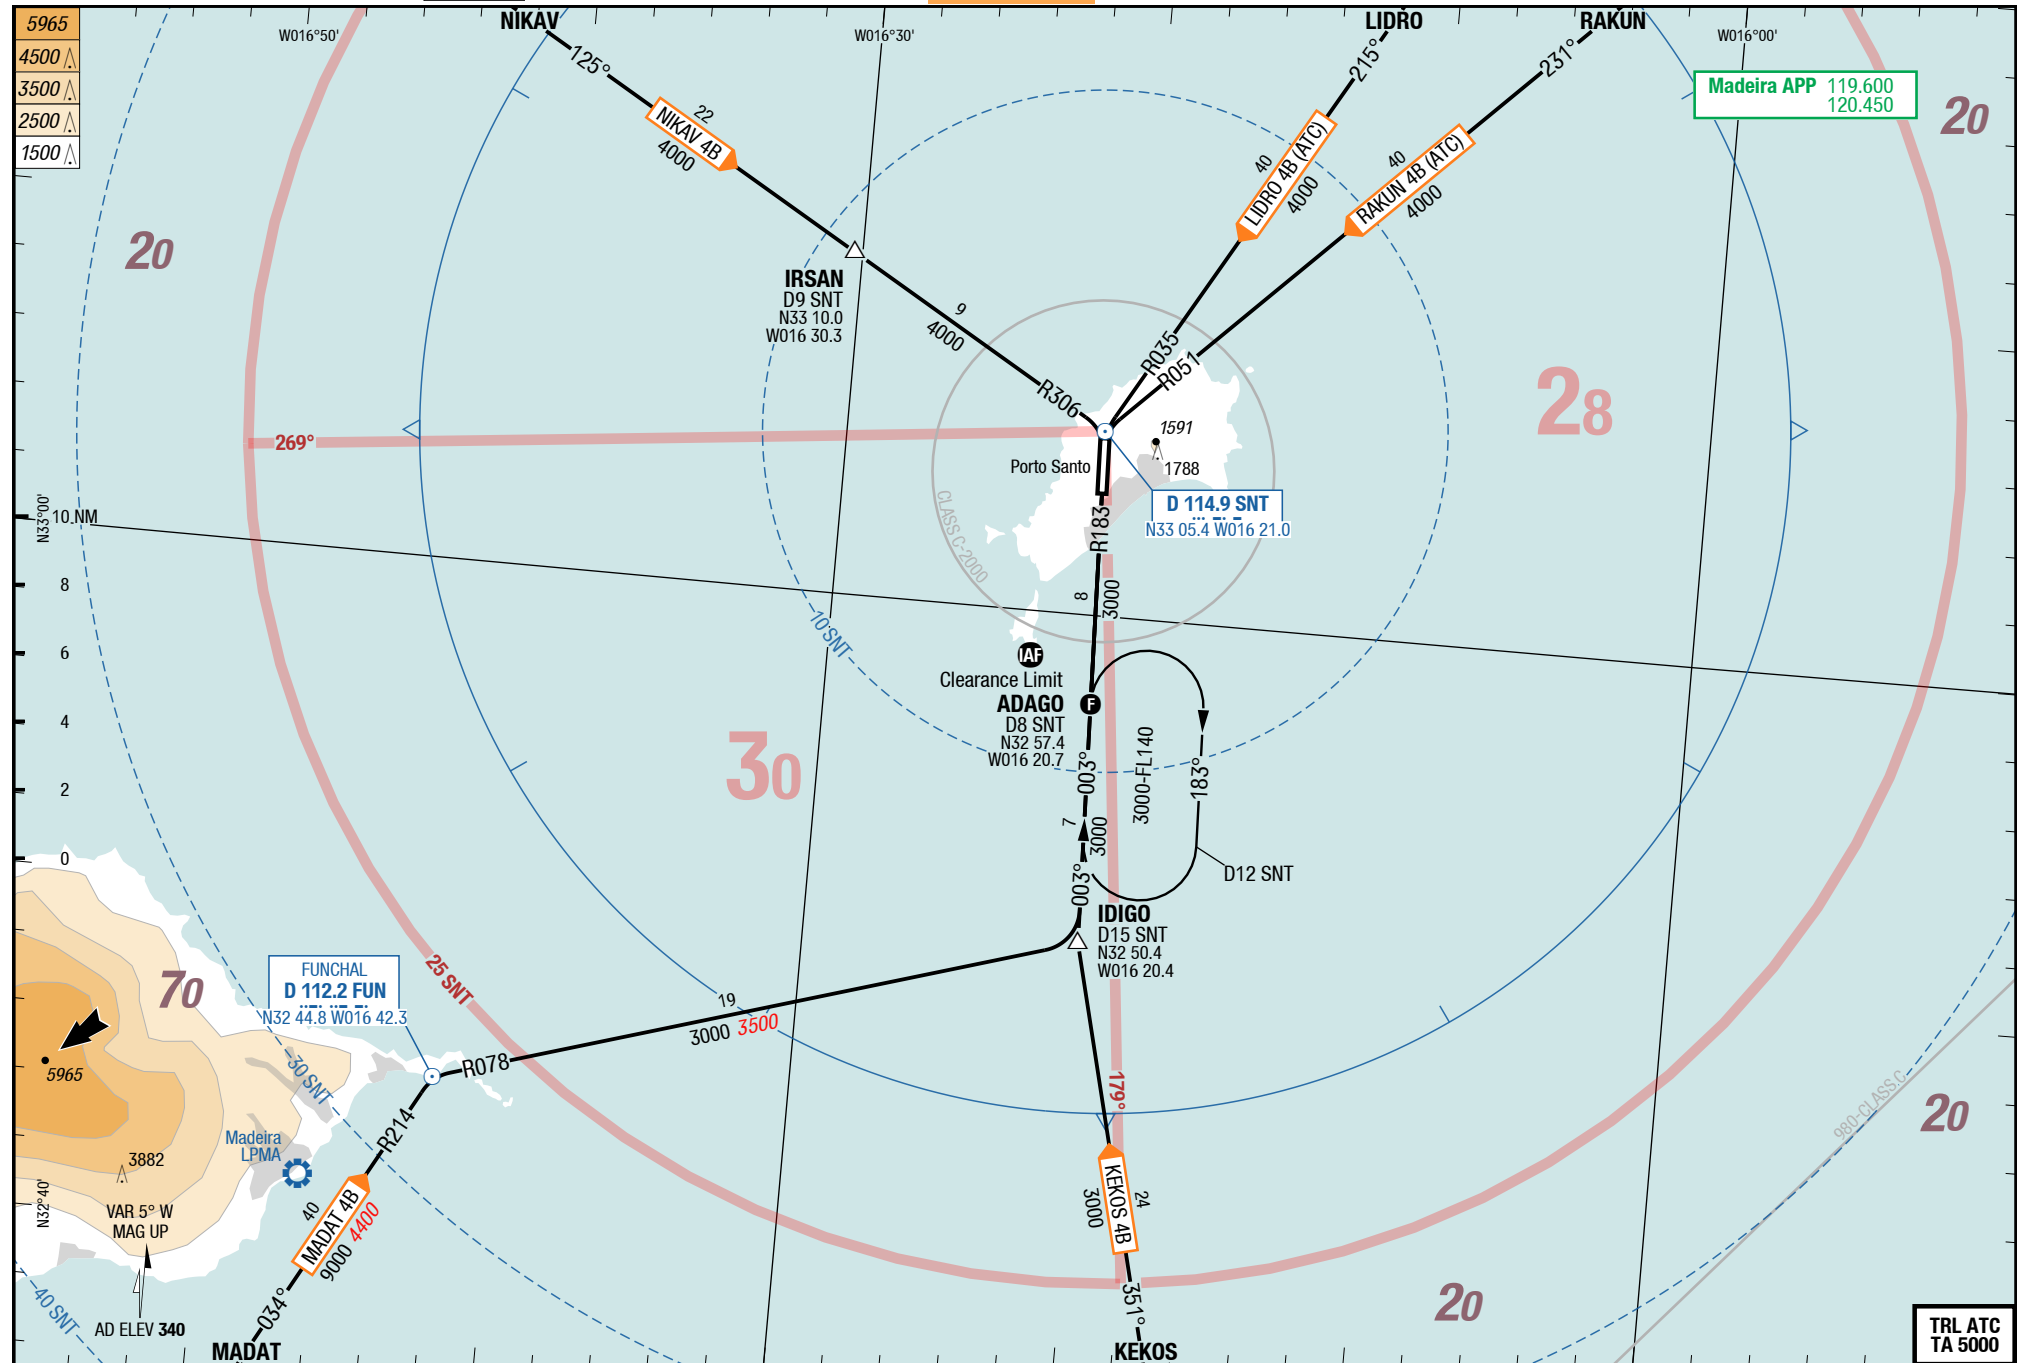 5965
4500
3500
2500
1500
W016°50'
NIKAV
W016°30'
LIDRO
RAKUN
W016°00'
125°
215°
231°
Madeira APP 119.600
120.450
20
22
NIKAV 4B
4000
40
LIDRO 4B (ATC)
4000
40
RAKUN 4B (ATC)
4000
20
IRSAN
D9 SNT
N33 10.0
W016 30.3
9
4000
R306
R035
R051
28
269°
1591
1788
Porto Santo
D 114.9 SNT
N33 05.4 W016 21.0
CLASS C-2000
R183
N33°00'
10 NM
8
6
4
2
0
8
3000
10 SNT
IAF
Clearance Limit
ADAGO
D8 SNT
N32 57.4
W016 20.7
F
30
003°
3000-FL140
183°
7
3000
D12 SNT
003°
IDIGO
D15 SNT
N32 50.4
W016 20.4
25 SNT
70
FUNCHAL
D 112.2 FUN
N32 44.8 W016 42.3
19
3000 3500
R078
5965
30 SNT
R214
179°
980-CLASS C
20
Madeira
LPMA
3882
N32°40'
VAR 5° W
MAG UP
40
MADAT 4B
9000 4400
KEKOS 4B
24
3000
40 SNT
034°
351°
20
AD ELEV 340
MADAT
KEKOS
TRL ATC
TA 5000